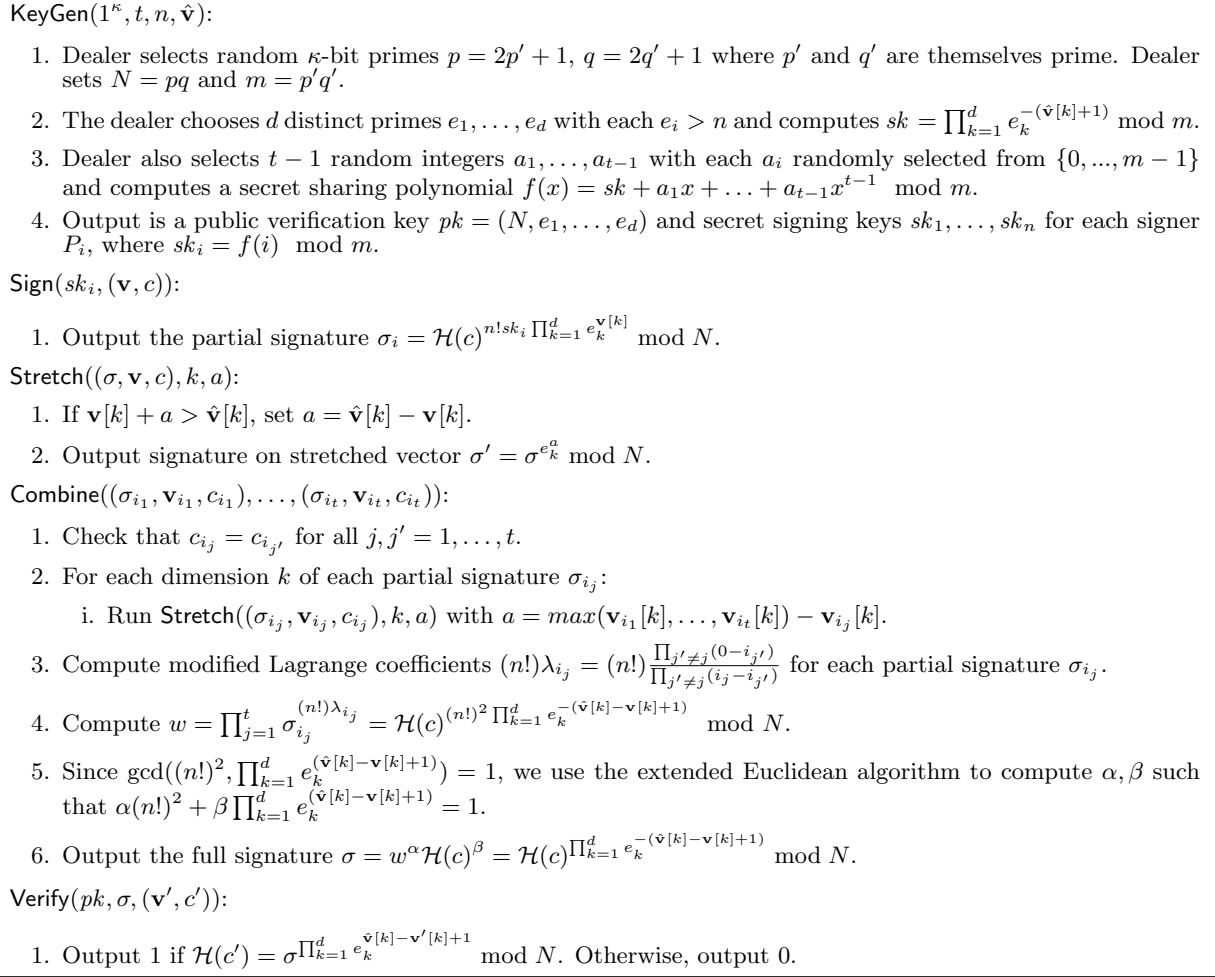 KeyGen(1^κ, t, n, v̂):
1. Dealer selects random κ-bit primes p = 2p′ + 1, q = 2q′ + 1 where p′ and q′ are themselves prime. Dealer
sets N = pq and m = p′q′.
2. The dealer chooses d distinct primes e_1, . . . , e_d with each e_i > n and computes sk = ∏_{k=1}^{d} e_k^{−(v̂[k]+1)} mod m.
3. Dealer also selects t − 1 random integers a_1, . . . , a_{t−1} with each a_i randomly selected from {0, ..., m − 1}
and computes a secret sharing polynomial f(x) = sk + a_1x + . . . + a_{t−1}x^{t−1} mod m.
4. Output is a public verification key pk = (N, e_1, . . . , e_d) and secret signing keys sk_1, . . . , sk_n for each signer
P_i, where sk_i = f(i) mod m.
Sign(sk_i, (v, c)):
1. Output the partial signature σ_i = H(c)^{n!sk_i ∏_{k=1}^{d} e_k^{v[k]}} mod N.
Stretch((σ, v, c), k, a):
1. If v[k] + a > v̂[k], set a = v̂[k] − v[k].
2. Output signature on stretched vector σ′ = σ^{e_k^a} mod N.
Combine((σ_{i_1}, v_{i_1}, c_{i_1}), . . . , (σ_{i_t}, v_{i_t}, c_{i_t})):
1. Check that c_{i_j} = c_{i_{j′}} for all j, j′ = 1, . . . , t.
2. For each dimension k of each partial signature σ_{i_j}:
i. Run Stretch((σ_{i_j}, v_{i_j}, c_{i_j}), k, a) with a = max(v_{i_1}[k], . . . , v_{i_t}[k]) − v_{i_j}[k].
3. Compute modified Lagrange coefficients (n!)λ_{i_j} = (n!) ∏_{j′≠j}(0−i_{j′}) / ∏_{j′≠j}(i_j−i_{j′}) for each partial signature σ_{i_j}.
4. Compute w = ∏_{j=1}^{t} σ_{i_j}^{(n!)λ_{i_j}} = H(c)^{(n!)^2 ∏_{k=1}^{d} e_k^{−(v̂[k]−v[k]+1)}} mod N.
5. Since gcd((n!)^2, ∏_{k=1}^{d} e_k^{(v̂[k]−v[k]+1)}) = 1, we use the extended Euclidean algorithm to compute α, β such
that α(n!)^2 + β ∏_{k=1}^{d} e_k^{(v̂[k]−v[k]+1)} = 1.
6. Output the full signature σ = w^α H(c)^β = H(c)^{∏_{k=1}^{d} e_k^{−(v̂[k]−v[k]+1)}} mod N.
Verify(pk, σ, (v′, c′)):
1. Output 1 if H(c′) = σ^{∏_{k=1}^{d} e_k^{v̂[k]−v′[k]+1}} mod N. Otherwise, output 0.